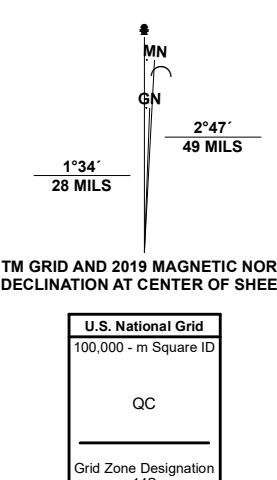 MN
GN
2°47´
49 MILS
1°34´
28 MILS
TM GRID AND 2019 MAGNETIC NOR
DECLINATION AT CENTER OF SHEE
U.S. National Grid
100,000 - m Square ID
QC
Grid Zone Designation